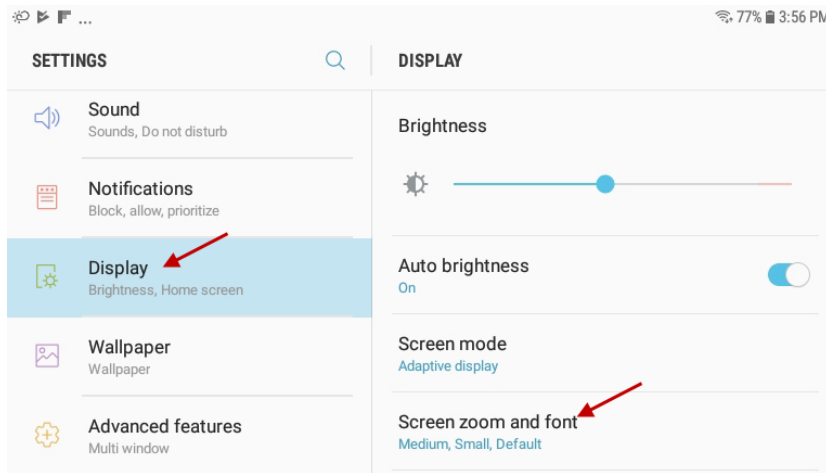 ...
77% 3:56 PM
SETTINGS
Sound
Sounds, Do not disturb
Notifications
Block, allow, prioritize
Display
Brightness, Home screen
Wallpaper
Wallpaper
Advanced features
Multi window
DISPLAY
Brightness
Auto brightness
On
Screen mode
Adaptive display
Screen zoom and font
Medium, Small, Default